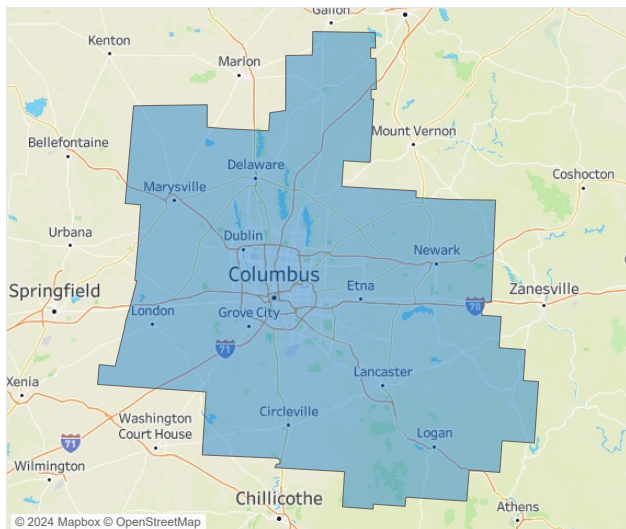 Galion
Kenton
Marion
Mount Vernon
Bellefontaine
Delaware
Coshocton
Marysville
Urbana
Dublin
Newark
Columbus
Etna
Springfield
Zanesville
70
London
Grove City
71
Lancaster
Xenia
Circleville
Washington
Court House
Logan
71
Wilmington
Chillicothe
Athens
© 2024 Mapbox © OpenStreetMap